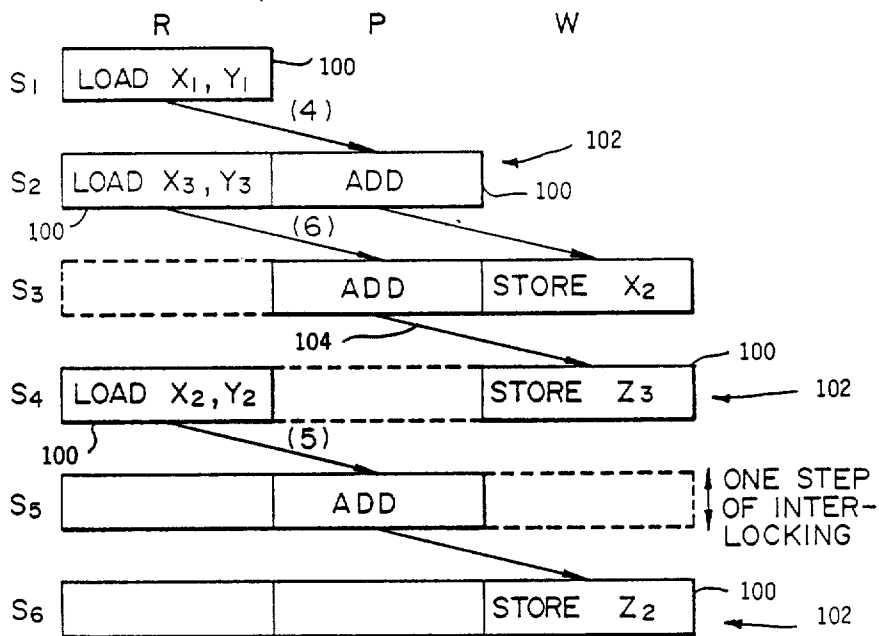 R P W
S1 LOAD X1, Y1 100
(4)
102
S2 LOAD X3, Y3 ADD 100
100 (6)
S3 ADD STORE X2
104 100
S4 LOAD X2, Y2 STORE Z3 102
100 (5)
S5 ADD ONE STEP
OF INTER-
LOCKING
S6 STORE Z2 100
102